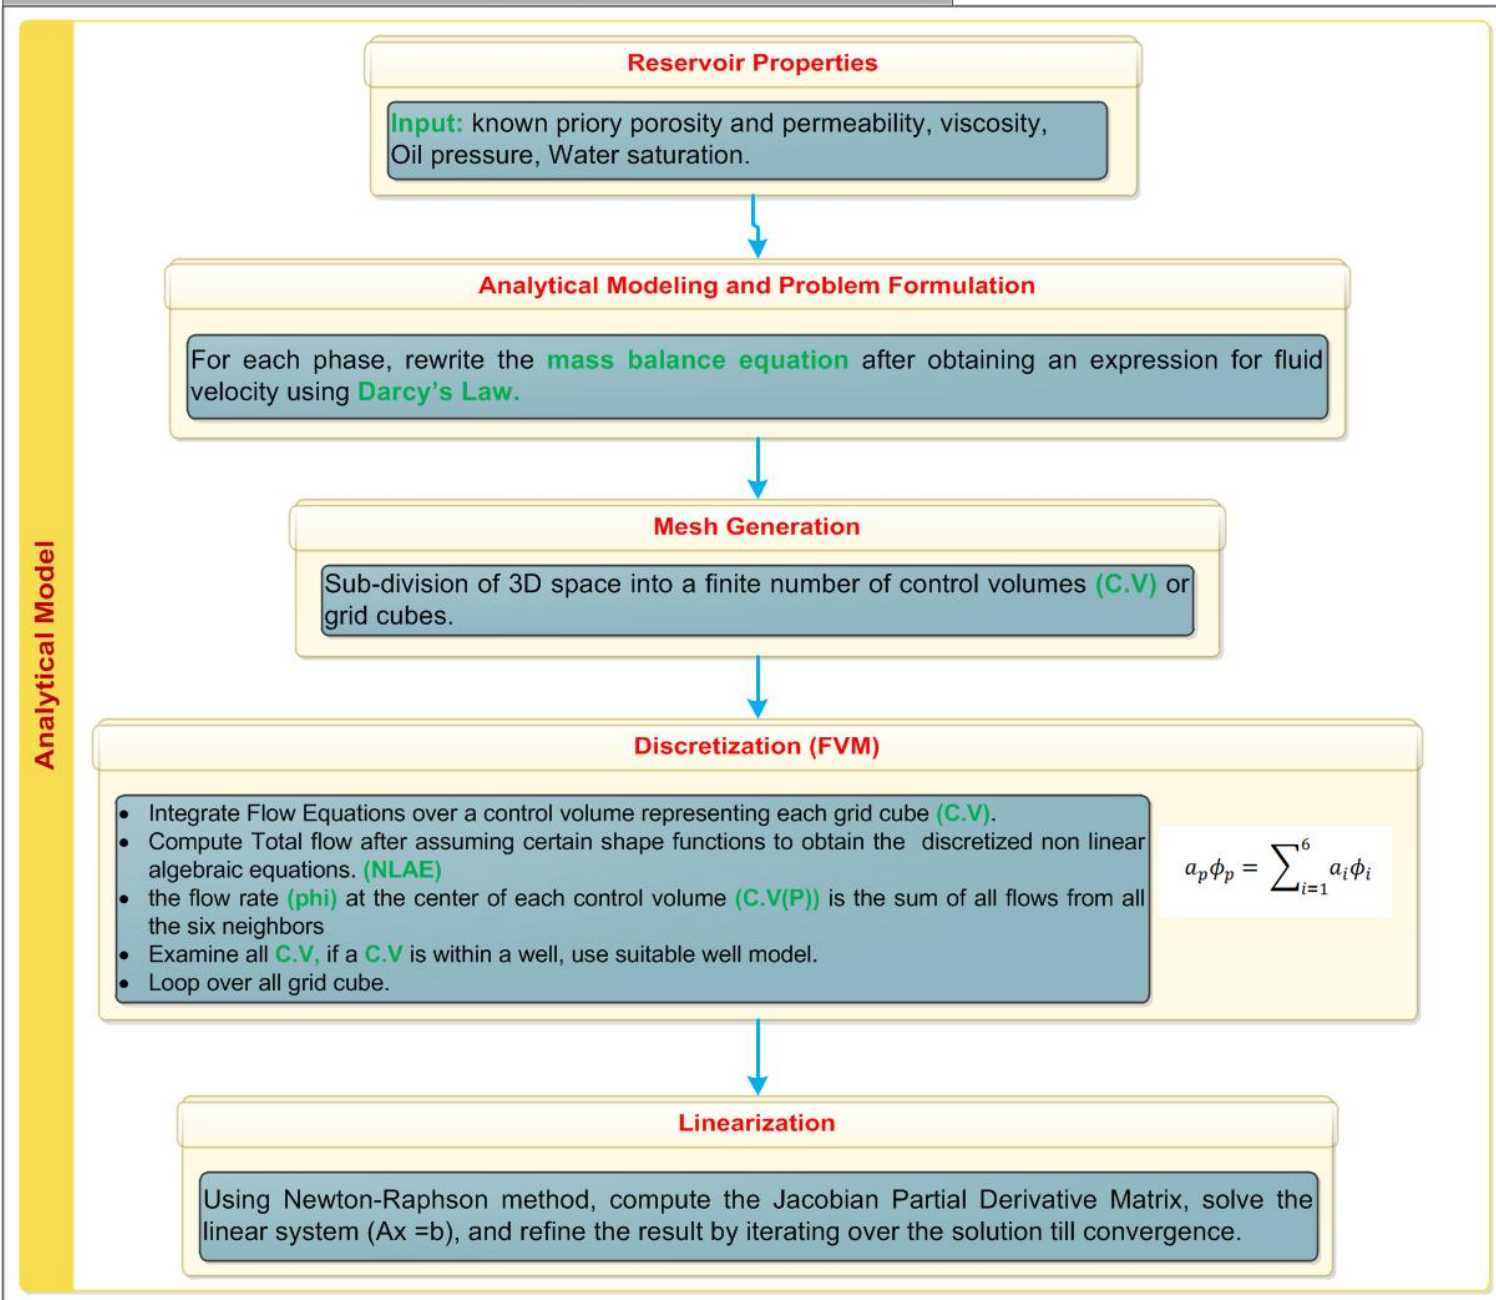 Analytical Model
Reservoir Properties
Input: known priory porosity and permeability, viscosity,
Oil pressure, Water saturation.
Analytical Modeling and Problem Formulation
For each phase, rewrite the mass balance equation after obtaining an expression for fluid
velocity using Darcy's Law.
Mesh Generation
Sub-division of 3D space into a finite number of control volumes (C.V) or
grid cubes.
Discretization (FVM)
• Integrate Flow Equations over a control volume representing each grid cube (C.V).
• Compute Total flow after assuming certain shape functions to obtain the discretized non linear
algebraic equations. (NLAE)
• the flow rate (phi) at the center of each control volume (C.V(P)) is the sum of all flows from all
the six neighbors
• Examine all C.V, if a C.V is within a well, use suitable well model.
• Loop over all grid cube.
a_p ϕ_p = ∑_{i=1}^{6} a_i ϕ_i
Linearization
Using Newton-Raphson method, compute the Jacobian Partial Derivative Matrix, solve the
linear system (Ax =b), and refine the result by iterating over the solution till convergence.